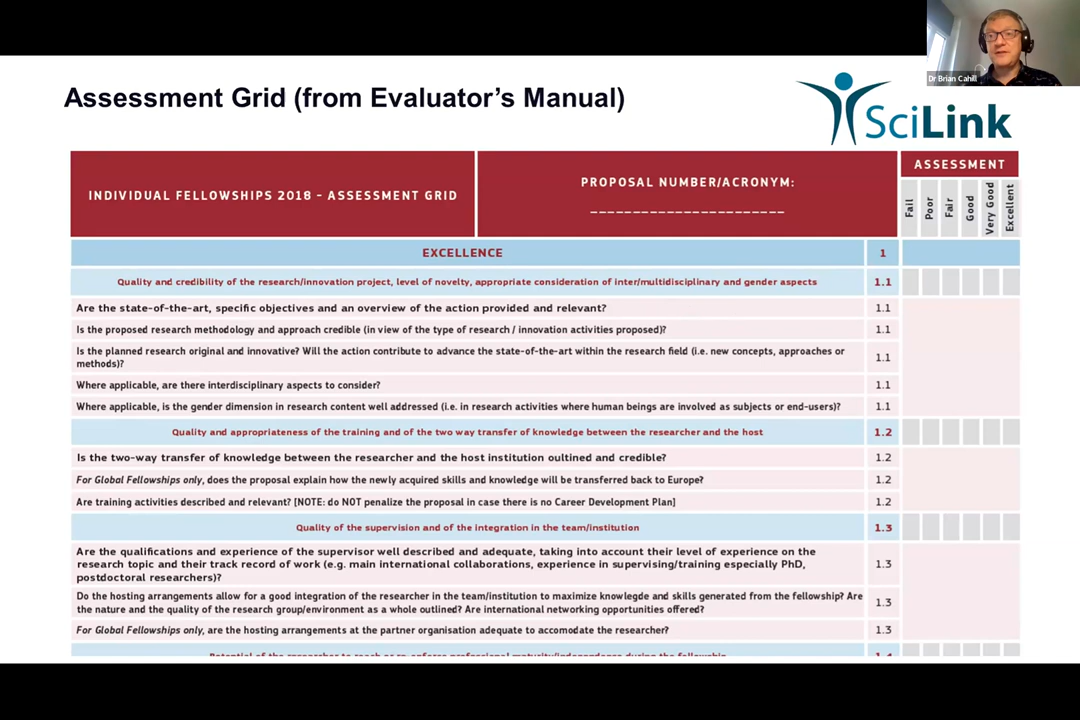 Dr Brian Cahill
Assessment Grid (from Evaluator's Manual)
SciLink
INDIVIDUAL FELLOWSHIPS 2018 - ASSESSMENT GRID
PROPOSAL NUMBER/ACRONYM:
_______________________
ASSESSMENT
Fail
Poor
Fair
Good
Very Good
Excellent
EXCELLENCE 1
Quality and credibility of the research/innovation project, level of novelty, appropriate consideration of inter/multidisciplinary and gender aspects 1.1
Are the state-of-the-art, specific objectives and an overview of the action provided and relevant? 1.1
Is the proposed research methodology and approach credible (in view of the type of research / innovation activities proposed)? 1.1
Is the planned research original and innovative? Will the action contribute to advance the state-of-the-art within the research field (i.e. new concepts, approaches or
methods)? 1.1
Where applicable, are there interdisciplinary aspects to consider? 1.1
Where applicable, is the gender dimension in research content well addressed (i.e. in research activities where human beings are involved as subjects or end-users)? 1.1
Quality and appropriateness of the training and of the two way transfer of knowledge between the researcher and the host 1.2
Is the two-way transfer of knowledge between the researcher and the host institution oultined and credible? 1.2
For Global Fellowships only, does the proposal explain how the newly acquired skills and knowledge will be transferred back to Europe? 1.2
Are training activities described and relevant? [NOTE: do NOT penalize the proposal in case there is no Career Development Plan] 1.2
Quality of the supervision and of the integration in the team/institution 1.3
Are the qualifications and experience of the supervisor well described and adequate, taking into account their level of experience on the
research topic and their track record of work (e.g. main international collaborations, experience in supervising/training especially PhD,
postdoctoral researchers)? 1.3
Do the hosting arrangements allow for a good integration of the researcher in the team/institution to maximize knowlegde and skills generated from the fellowship? Are
the nature and the quality of the research group/environment as a whole outlined? Are international networking opportunities offered? 1.3
For Global Fellowships only, are the hosting arrangements at the partner organisation adequate to accomodate the researcher? 1.3